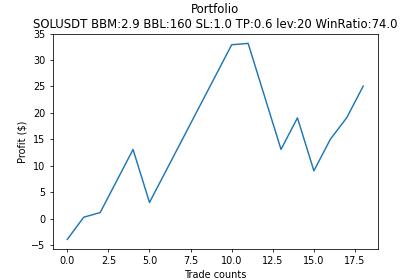 Portfolio
SOLUSDT BBM:2.9 BBL:160 SL:1.0 TP:0.6 lev:20 WinRatio:74.0
35
30
25
20
15
10
5
0
−5
Profit ($)
0.0 2.5 5.0 7.5 10.0 12.5 15.0 17.5
Trade counts